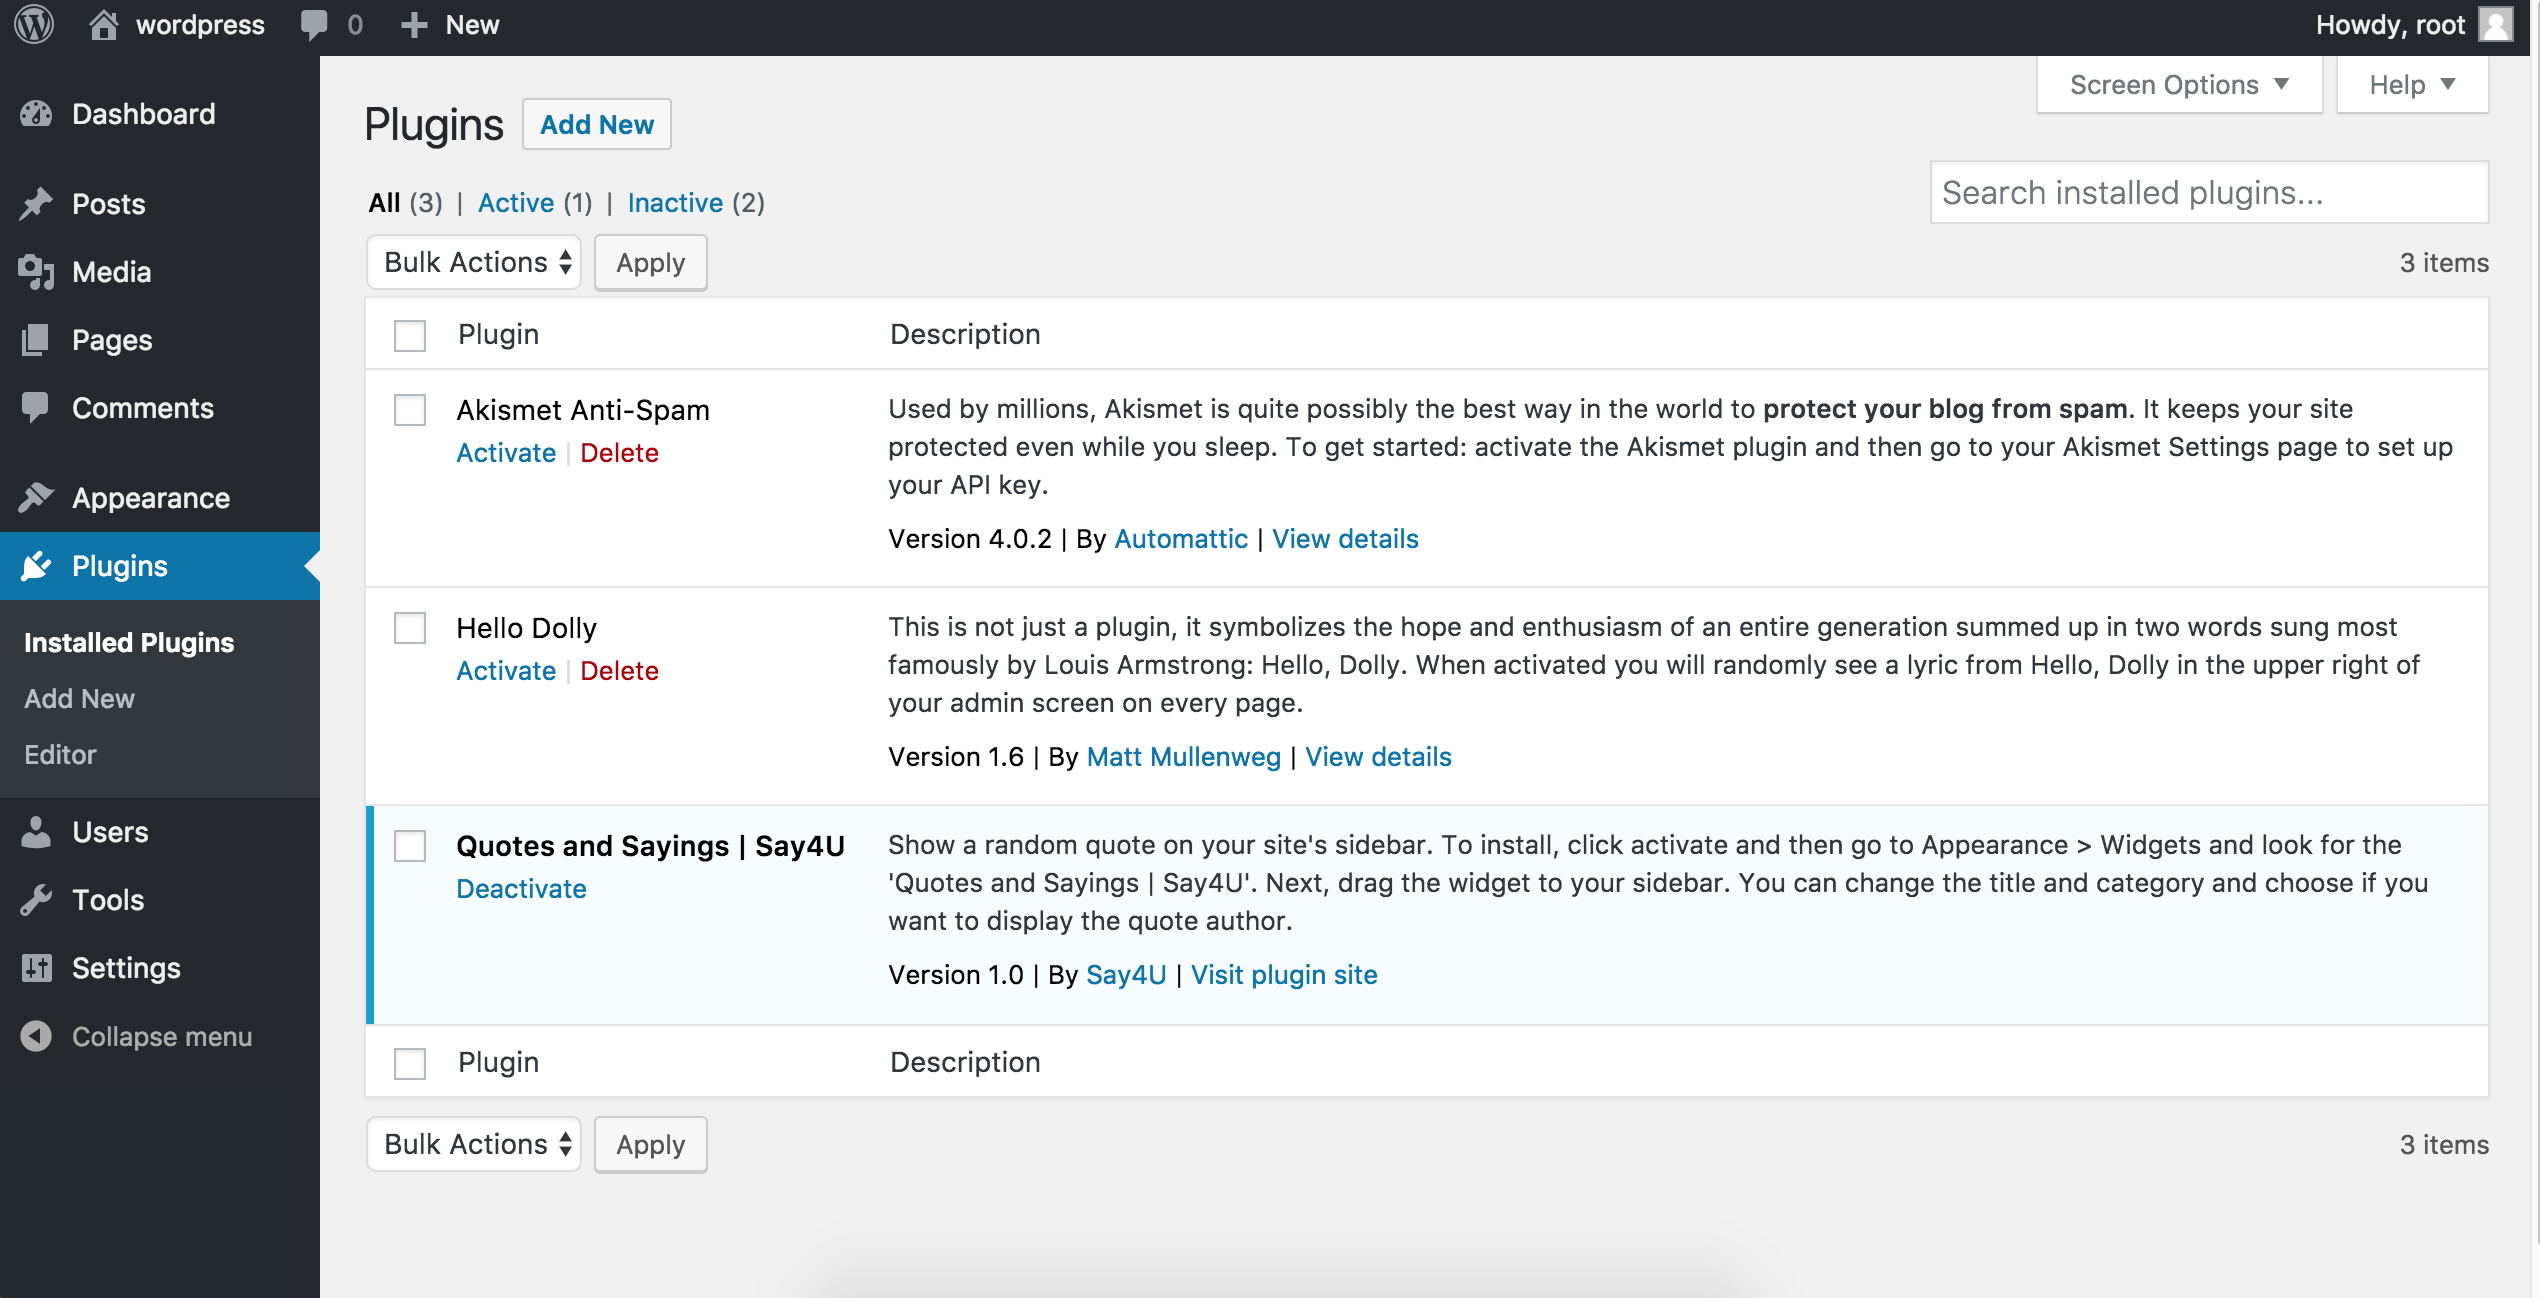 wordpress 0 New Howdy, root
Screen Options Help
Dashboard
Posts
Media
Pages
Comments
Appearance
Plugins
Installed Plugins
Add New
Editor
Users
Tools
Settings
Collapse menu
Plugins Add New
All (3) | Active (1) | Inactive (2)
Search installed plugins...
Bulk Actions Apply
3 items
Plugin Description
Akismet Anti-Spam
Activate | Delete
Used by millions, Akismet is quite possibly the best way in the world to protect your blog from spam. It keeps your site
protected even while you sleep. To get started: activate the Akismet plugin and then go to your Akismet Settings page to set up
your API key.
Version 4.0.2 | By Automattic | View details
Hello Dolly
Activate | Delete
This is not just a plugin, it symbolizes the hope and enthusiasm of an entire generation summed up in two words sung most
famously by Louis Armstrong: Hello, Dolly. When activated you will randomly see a lyric from Hello, Dolly in the upper right of
your admin screen on every page.
Version 1.6 | By Matt Mullenweg | View details
Quotes and Sayings | Say4U
Deactivate
Show a random quote on your site's sidebar. To install, click activate and then go to Appearance > Widgets and look for the
'Quotes and Sayings | Say4U'. Next, drag the widget to your sidebar. You can change the title and category and choose if you
want to display the quote author.
Version 1.0 | By Say4U | Visit plugin site
Plugin Description
Bulk Actions Apply
3 items